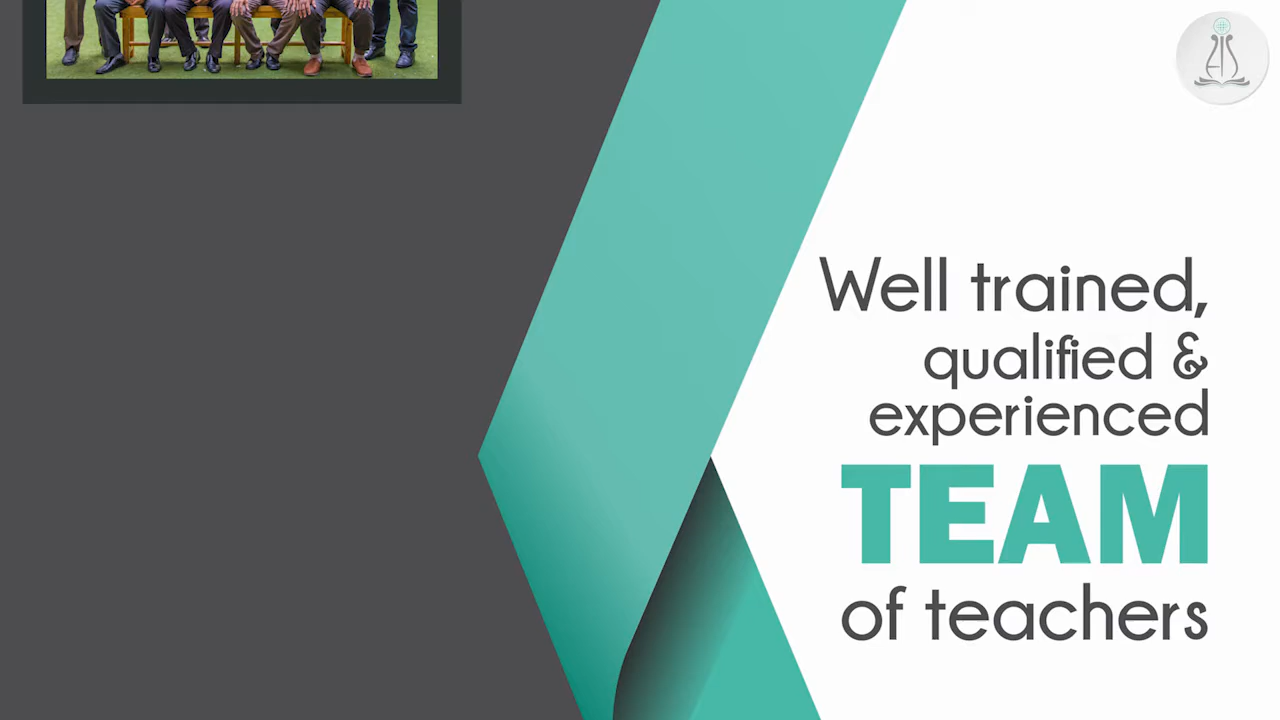 Well trained,
qualified &
experienced
TEAM
of teachers